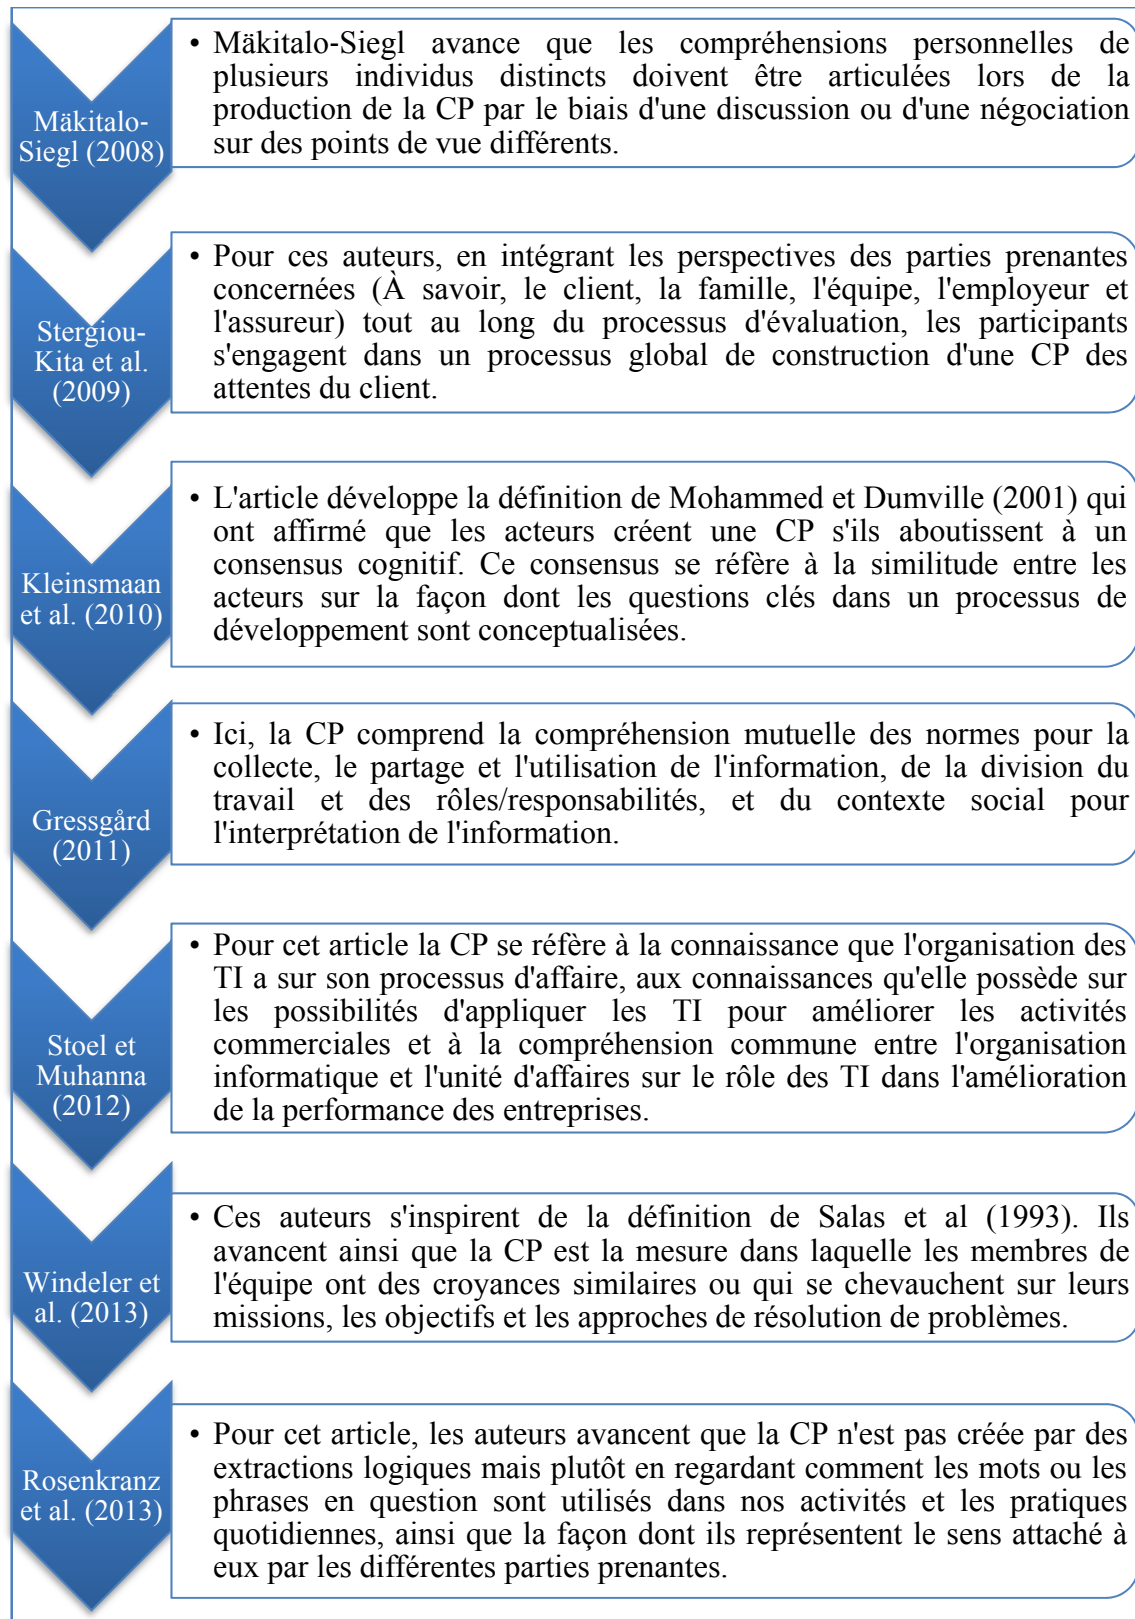 Mäkitalo-
Siegl (2008)
• Mäkitalo-Siegl avance que les compréhensions personnelles de
plusieurs individus distincts doivent être articulées lors de la
production de la CP par le biais d'une discussion ou d'une négociation
sur des points de vue différents.
Stergiou-
Kita et al.
(2009)
• Pour ces auteurs, en intégrant les perspectives des parties prenantes
concernées (À savoir, le client, la famille, l'équipe, l'employeur et
l'assureur) tout au long du processus d'évaluation, les participants
s'engagent dans un processus global de construction d'une CP des
attentes du client.
Kleinsmaan
et al. (2010)
• L'article développe la définition de Mohammed et Dumville (2001) qui
ont affirmé que les acteurs créent une CP s'ils aboutissent à un
consensus cognitif. Ce consensus se réfère à la similitude entre les
acteurs sur la façon dont les questions clés dans un processus de
développement sont conceptualisées.
Gressgård
(2011)
• Ici, la CP comprend la compréhension mutuelle des normes pour la
collecte, le partage et l'utilisation de l'information, de la division du
travail et des rôles/responsabilités, et du contexte social pour
l'interprétation de l'information.
Stoel et
Muhanna
(2012)
• Pour cet article la CP se réfère à la connaissance que l'organisation des
TI a sur son processus d'affaire, aux connaissances qu'elle possède sur
les possibilités d'appliquer les TI pour améliorer les activités
commerciales et à la compréhension commune entre l'organisation
informatique et l'unité d'affaires sur le rôle des TI dans l'amélioration
de la performance des entreprises.
Windeler et
al. (2013)
• Ces auteurs s'inspirent de la définition de Salas et al (1993). Ils
avancent ainsi que la CP est la mesure dans laquelle les membres de
l'équipe ont des croyances similaires ou qui se chevauchent sur leurs
missions, les objectifs et les approches de résolution de problèmes.
Rosenkranz
et al. (2013)
• Pour cet article, les auteurs avancent que la CP n'est pas créée par des
extractions logiques mais plutôt en regardant comment les mots ou les
phrases en question sont utilisés dans nos activités et les pratiques
quotidiennes, ainsi que la façon dont ils représentent le sens attaché à
eux par les différentes parties prenantes.